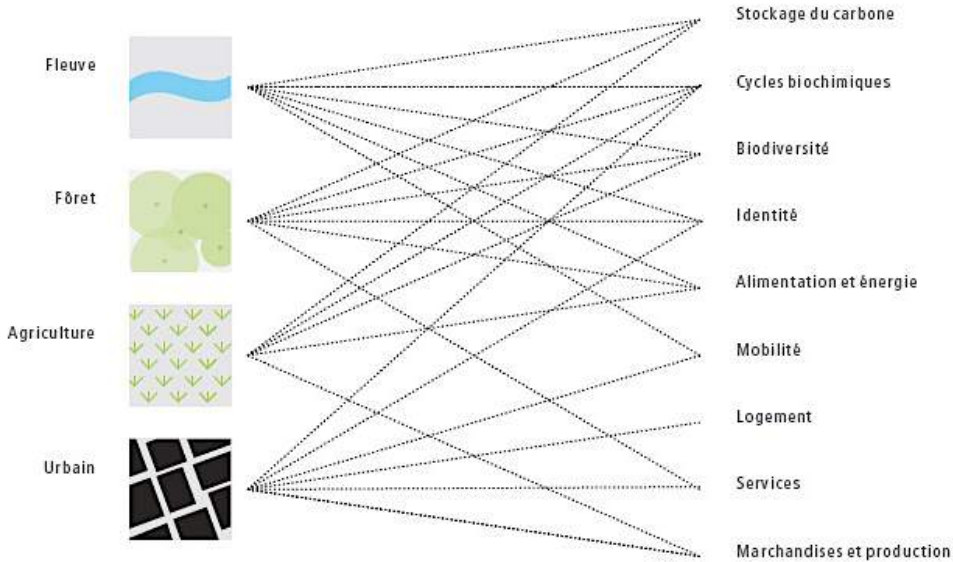 Stockage du carbone
Fleuve
Cycles biochimiques
Biodiversité
Fôret
Identité
Alimentation et énergie
Agriculture
Mobilité
Logement
Urbain
Services
Marchandises et production